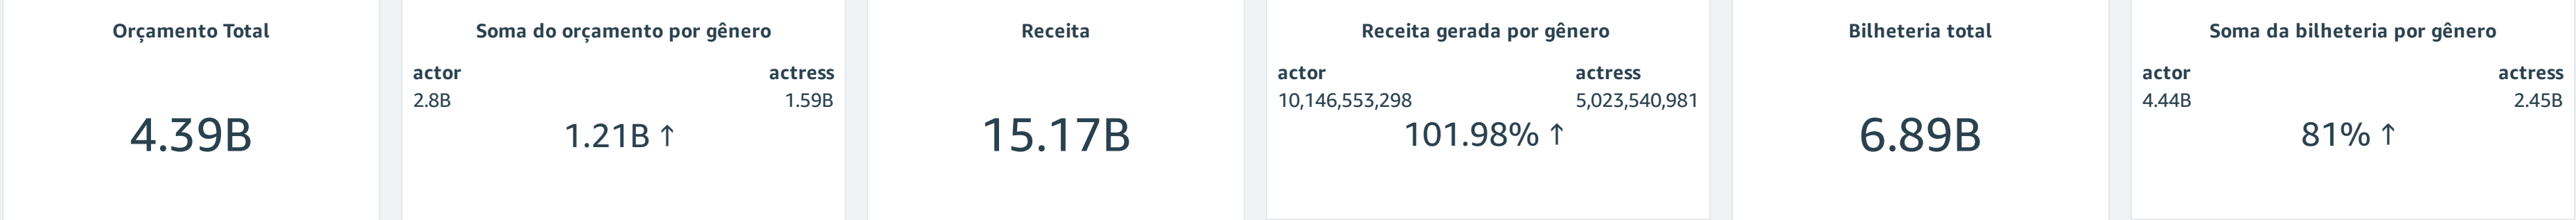 Orçamento Total
4.39B
Soma do orçamento por gênero
actor actress
2.8B 1.59B
1.21B ↑
Receita
15.17B
Receita gerada por gênero
actor actress
10,146,553,298 5,023,540,981
101.98% ↑
Bilheteria total
6.89B
Soma da bilheteria por gênero
actor actress
4.44B 2.45B
81% ↑